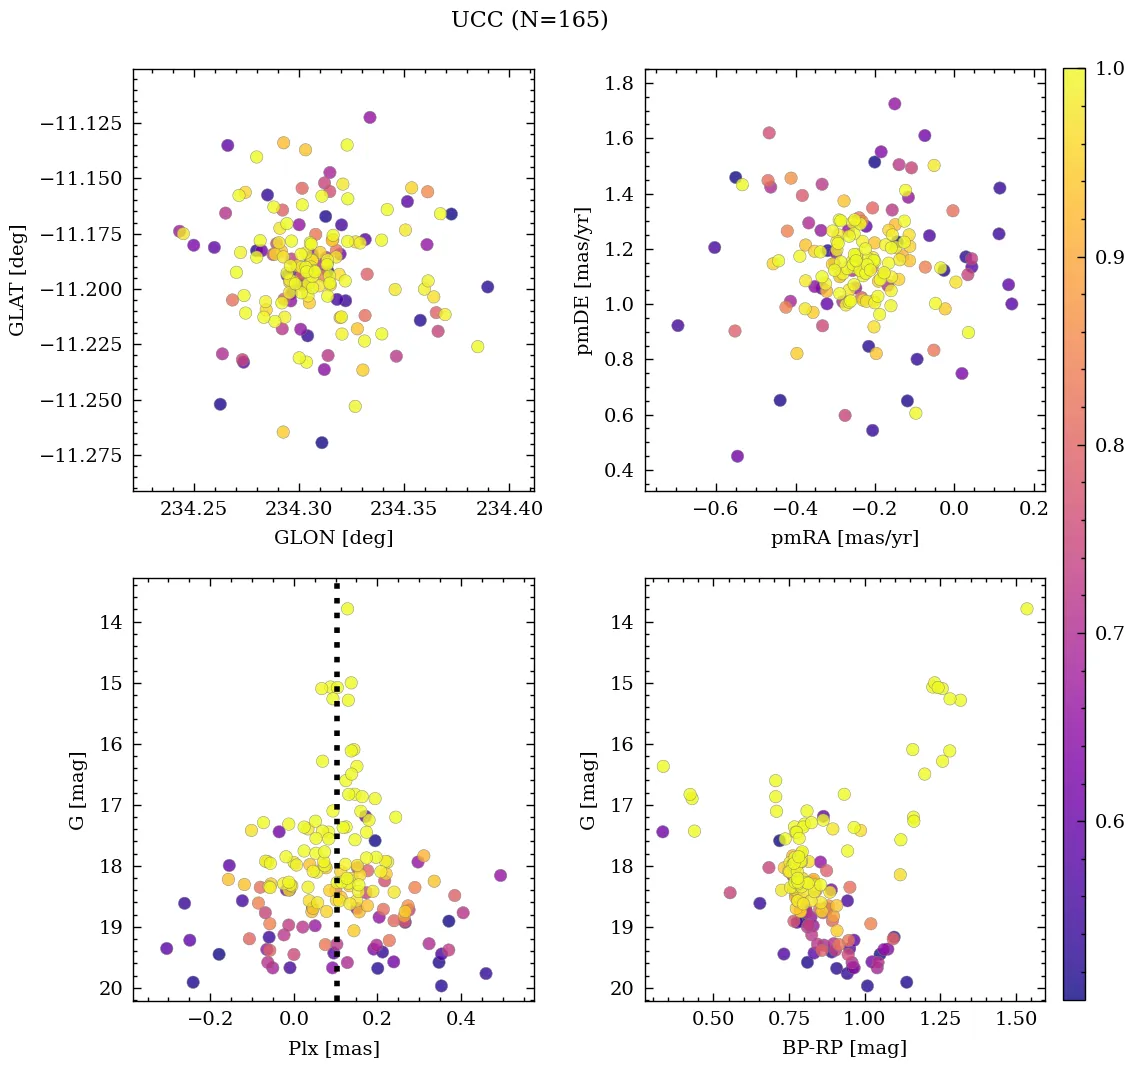 UCC (N=165)
−11.125
−11.150
−11.175
−11.200
−11.225
−11.250
−11.275
GLAT [deg]
234.25 234.30 234.35 234.40
GLON [deg]
1.8
1.6
1.4
1.2
1.0
0.8
0.6
0.4
pmDE [mas/yr]
−0.6 −0.4 −0.2 0.0 0.2
pmRA [mas/yr]
14
15
16
17
18
19
20
G [mag]
−0.2 0.0 0.2 0.4
Plx [mas]
14
15
16
17
18
19
20
G [mag]
0.50 0.75 1.00 1.25 1.50
BP-RP [mag]
1.0
0.9
0.8
0.7
0.6